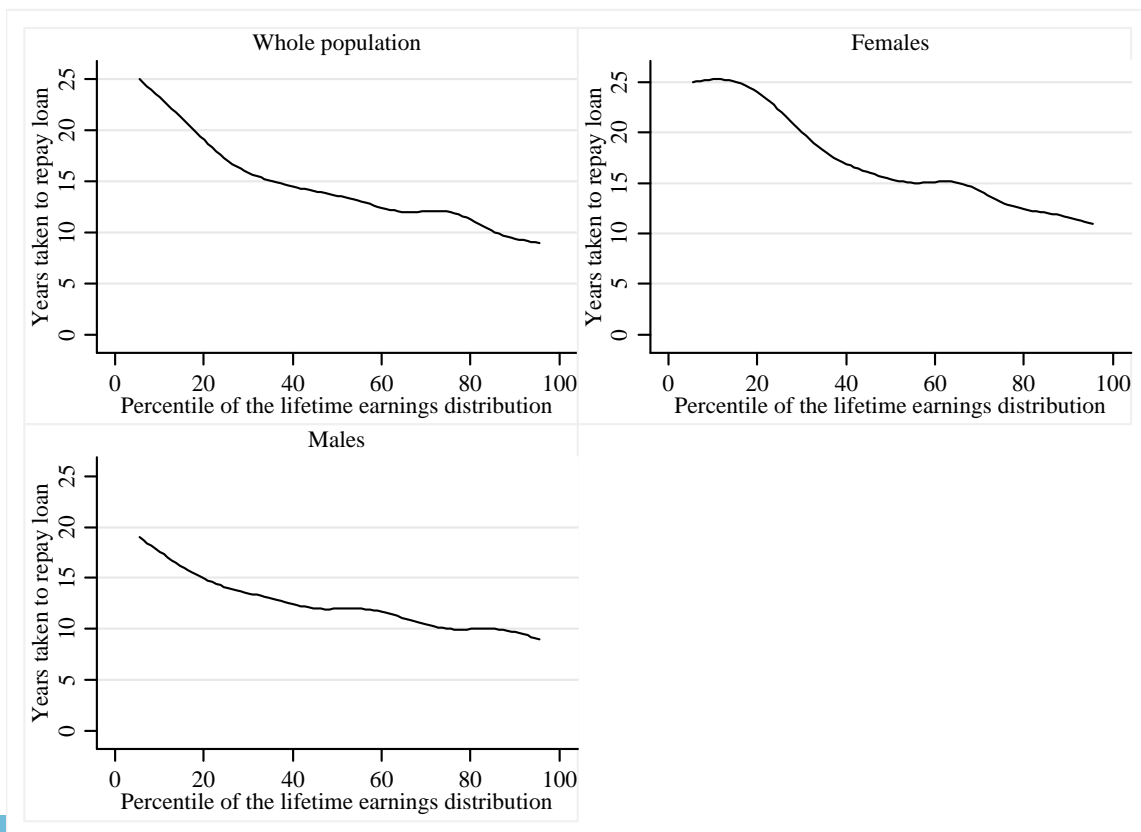 Whole population
Years taken to repay loan
25
20
15
10
5
0
0 20 40 60 80 100
Percentile of the lifetime earnings distribution
Females
Years taken to repay loan
25
20
15
10
5
0
0 20 40 60 80 100
Percentile of the lifetime earnings distribution
Males
Years taken to repay loan
25
20
15
10
5
0
0 20 40 60 80 100
Percentile of the lifetime earnings distribution